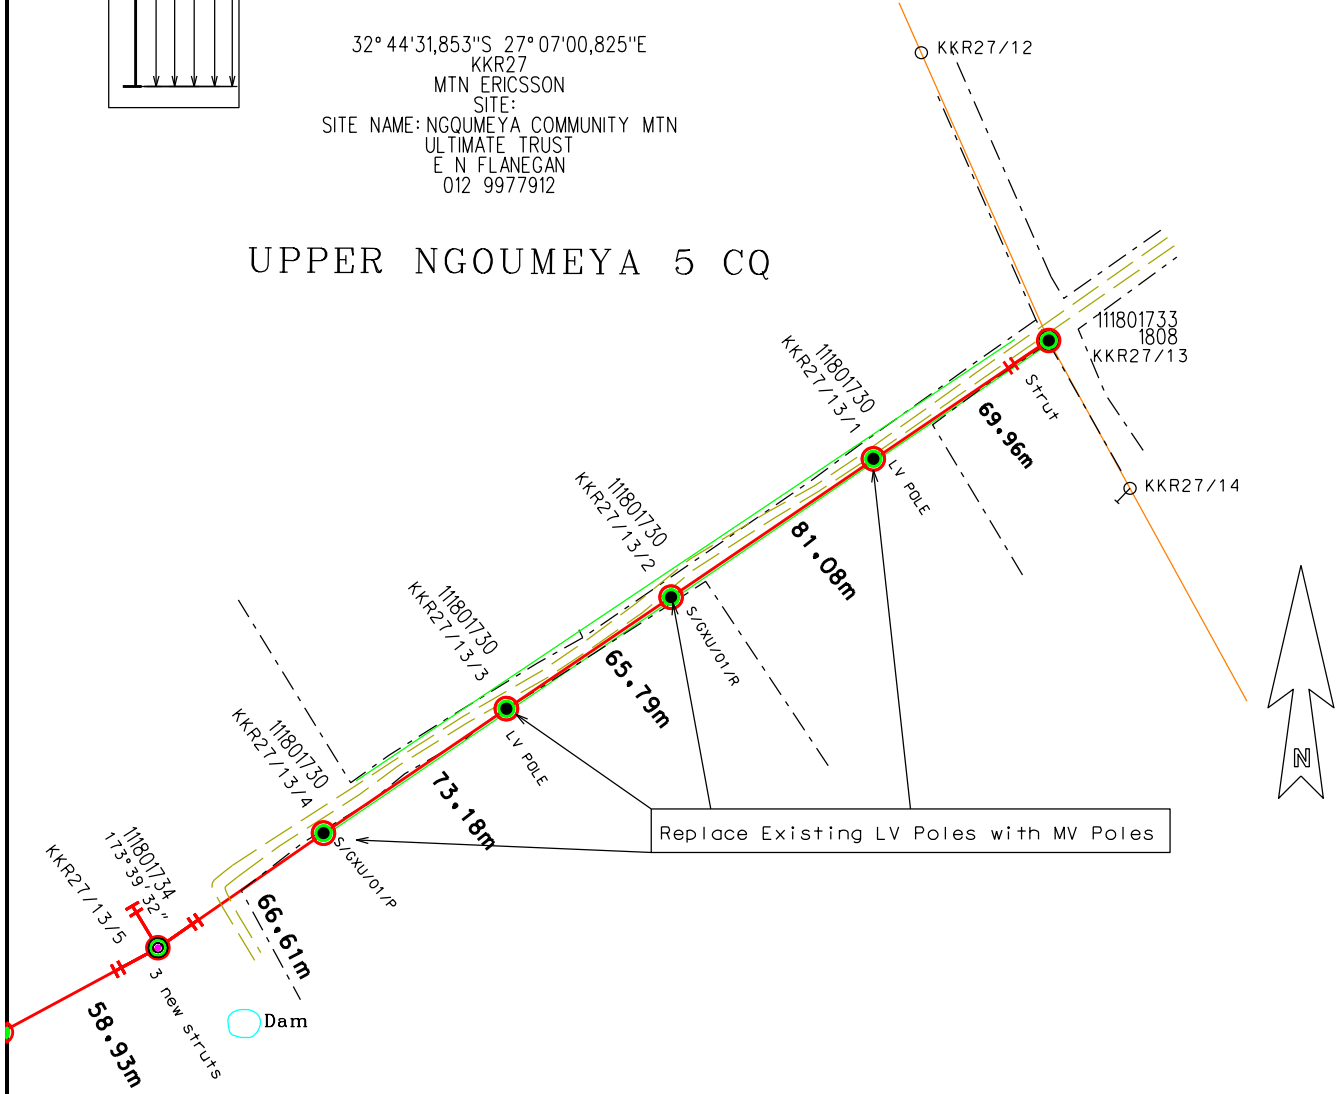 32° 44'31,853"S 27° 07'00,825"E
KKR27
MTN ERICSSON
SITE:
SITE NAME: NGQUMEYA COMMUNITY MTN
ULTIMATE TRUST
E N FLANEGAN
012 9977912
UPPER NGOUMEYA 5 CQ
KKR27/12
111801733
1808
KKR27/13
Strut
69.96m
KKR27/14
111801730
KKR27/13/1
LV POLE
81.08m
111801730
KKR27/13/2
S/GXU/01/R
65.79m
111801730
KKR27/13/3
LV POLE
73.18m
111801730
KKR27/13/4
S/GXU/01/P
66.61m
Replace Existing LV Poles with MV Poles
111801734
173°39'32"
KKR27/13/5
3 new struts
58.93m
Dam
N